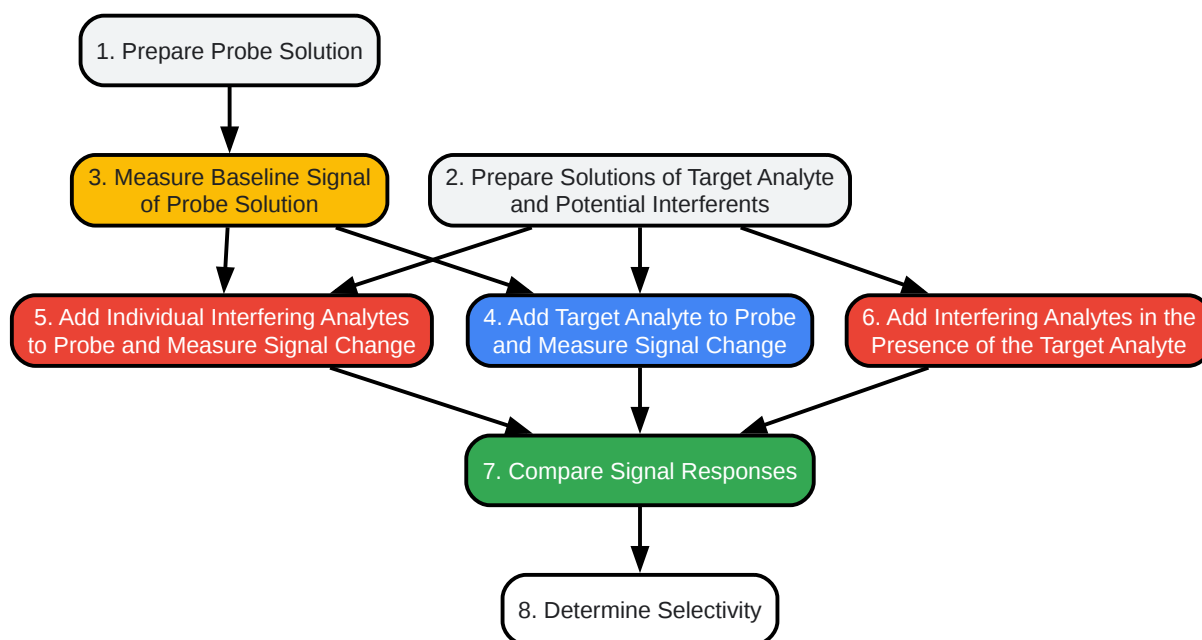 1. Prepare Probe Solution
3. Measure Baseline Signal
of Probe Solution
2. Prepare Solutions of Target Analyte
and Potential Interferents
5. Add Individual Interfering Analytes
to Probe and Measure Signal Change
4. Add Target Analyte to Probe
and Measure Signal Change
6. Add Interfering Analytes in the
Presence of the Target Analyte
7. Compare Signal Responses
8. Determine Selectivity